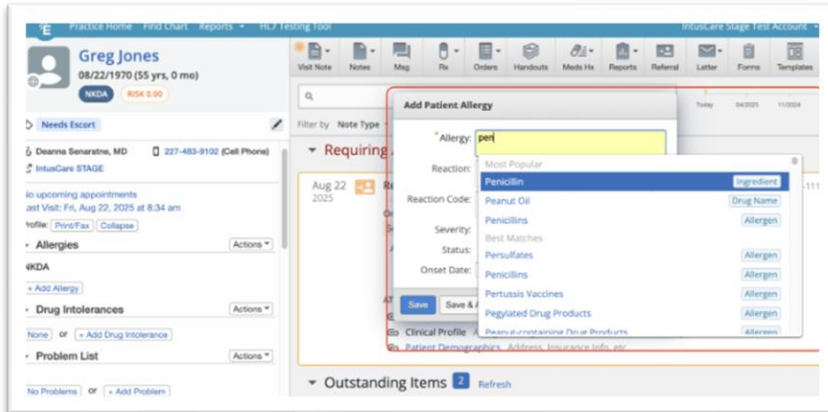 Practice Home Find Chart Reports HL7 Testing Tool IntusCare Stage Test Account
Greg Jones
08/22/1970 (55 yrs, 0 mo)
NKDA RISK 0.00
Needs Escort
Deanna Senaratne, MD 227-483-9102 (Cell Phone)
IntusCare STAGE
No upcoming appointments
Last Visit: Fri, Aug 22, 2025 at 8:34 am
Profile: Print/Fax Collapse
Allergies Actions
NKDA
+ Add Allergy
Drug Intolerances Actions
None or + Add Drug Intolerance
Problem List Actions
No Problems or + Add Problem
Visit Note Notes Msg Rx Orders Handouts Meds Hx Reports Referral Letter Forms Templates
Today 04/2025 11/2024
Filter by Note Type
Requiring
Aug 22
2025
Add Patient Allergy
* Allergy: pen
Reaction:
Reaction Code:
Severity:
Status:
Onset Date:
Save Save &
Most Popular
Penicillin Ingredient
Peanut Oil Drug Name
Penicillins Allergen
Best Matches
Persulfates Allergen
Penicillins Allergen
Pertussis Vaccines Allergen
Pegylated Drug Products Allergen
Peanut-containing Drug Products Allergen
Clinical Profile
Patient Demographics Address, Insurance Info, etc
Outstanding Items 2 Refresh